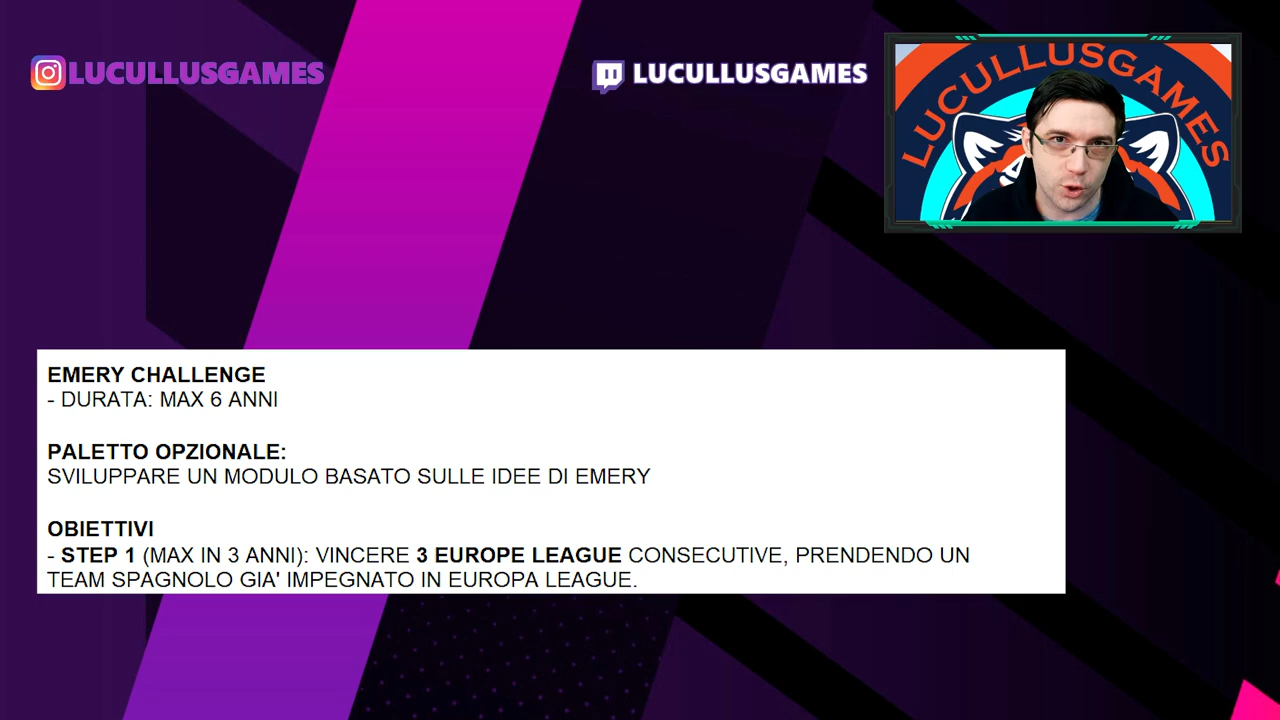 LUCULLUSGAMES
LUCULLUSGAMES
LUCULLUSGAMES
EMERY CHALLENGE
- DURATA: MAX 6 ANNI
PALETTO OPZIONALE:
SVILUPPARE UN MODULO BASATO SULLE IDEE DI EMERY
OBIETTIVI
- STEP 1 (MAX IN 3 ANNI): VINCERE 3 EUROPE LEAGUE CONSECUTIVE, PRENDENDO UN
TEAM SPAGNOLO GIA' IMPEGNATO IN EUROPA LEAGUE.